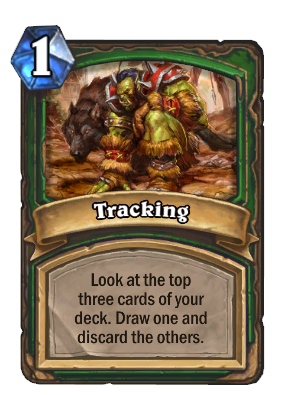 1
Tracking
Look at the top
three cards of your
deck. Draw one and
discard the others.